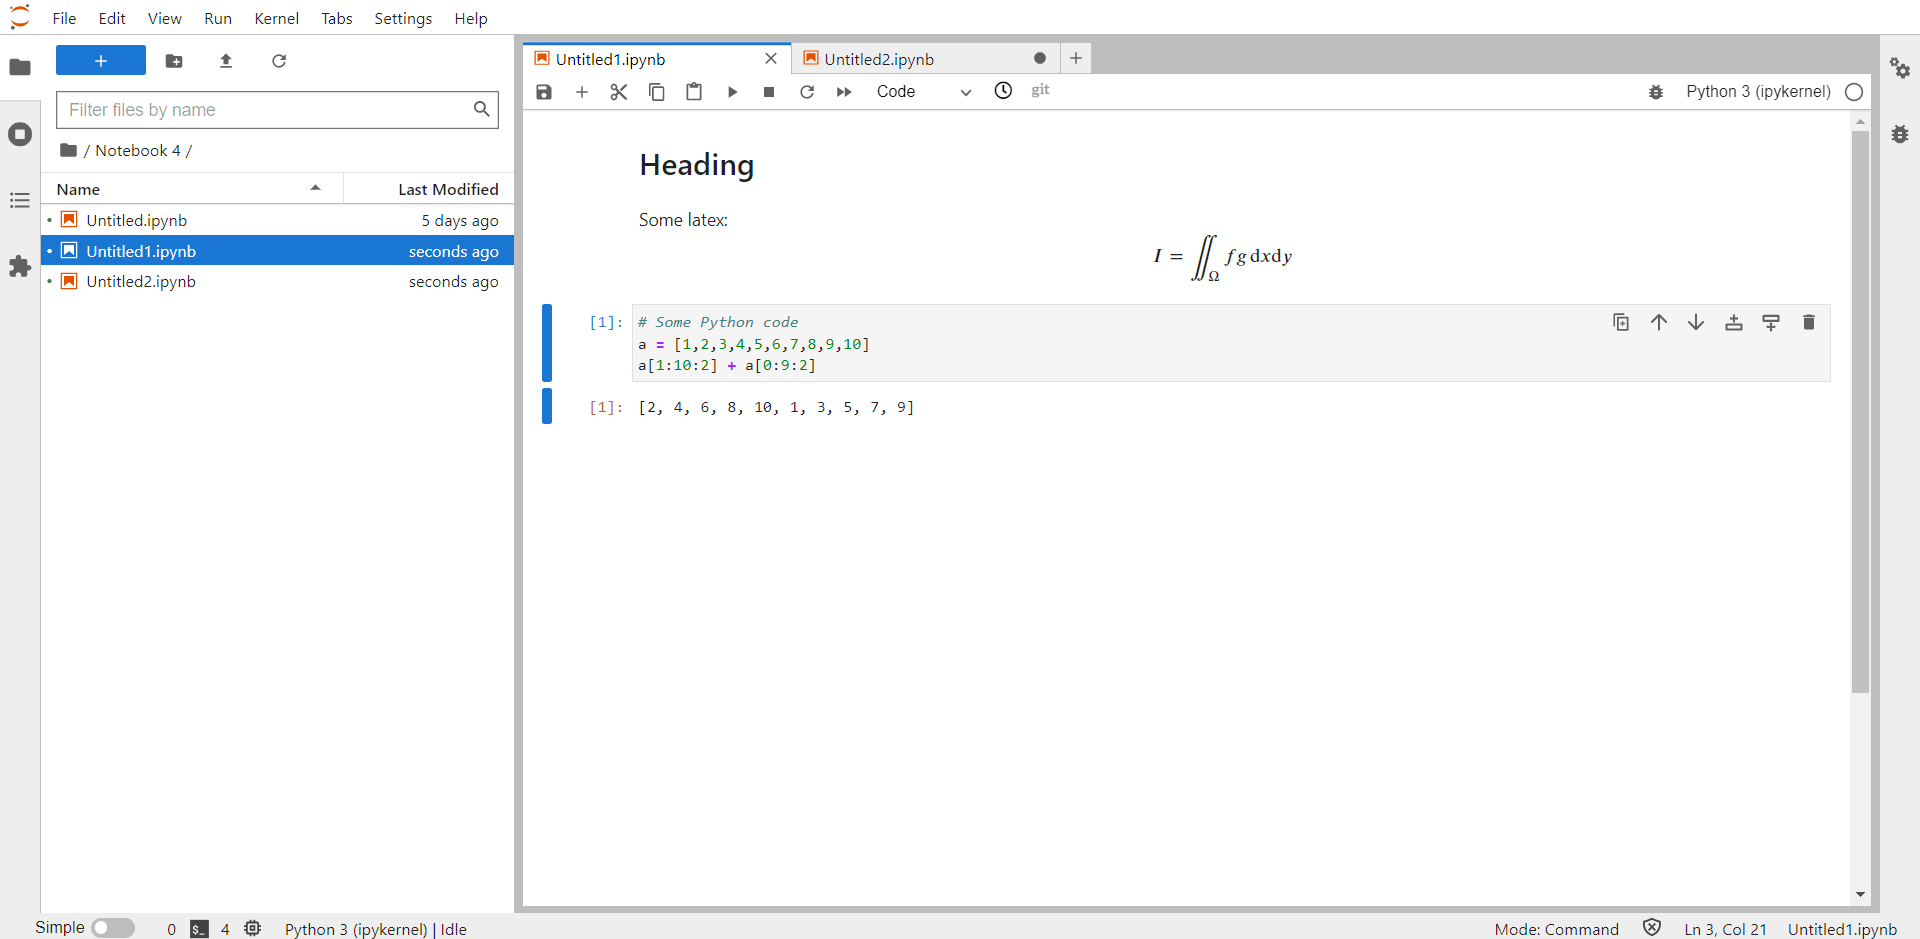 File Edit View Run Kernel Tabs Settings Help
Filter files by name
/ Notebook 4 /
Name Last Modified
Untitled.ipynb 5 days ago
Untitled1.ipynb seconds ago
Untitled2.ipynb seconds ago
Untitled1.ipynb Untitled2.ipynb
Code git Python 3 (ipykernel)
Heading
Some latex:
I = ∬_Ω f g dxdy
[1]: # Some Python code
a = [1,2,3,4,5,6,7,8,9,10]
a[1:10:2] + a[0:9:2]
[1]: [2, 4, 6, 8, 10, 1, 3, 5, 7, 9]
Simple 0 $_ 4 Python 3 (ipykernel) | Idle Mode: Command Ln 3, Col 21 Untitled1.ipynb